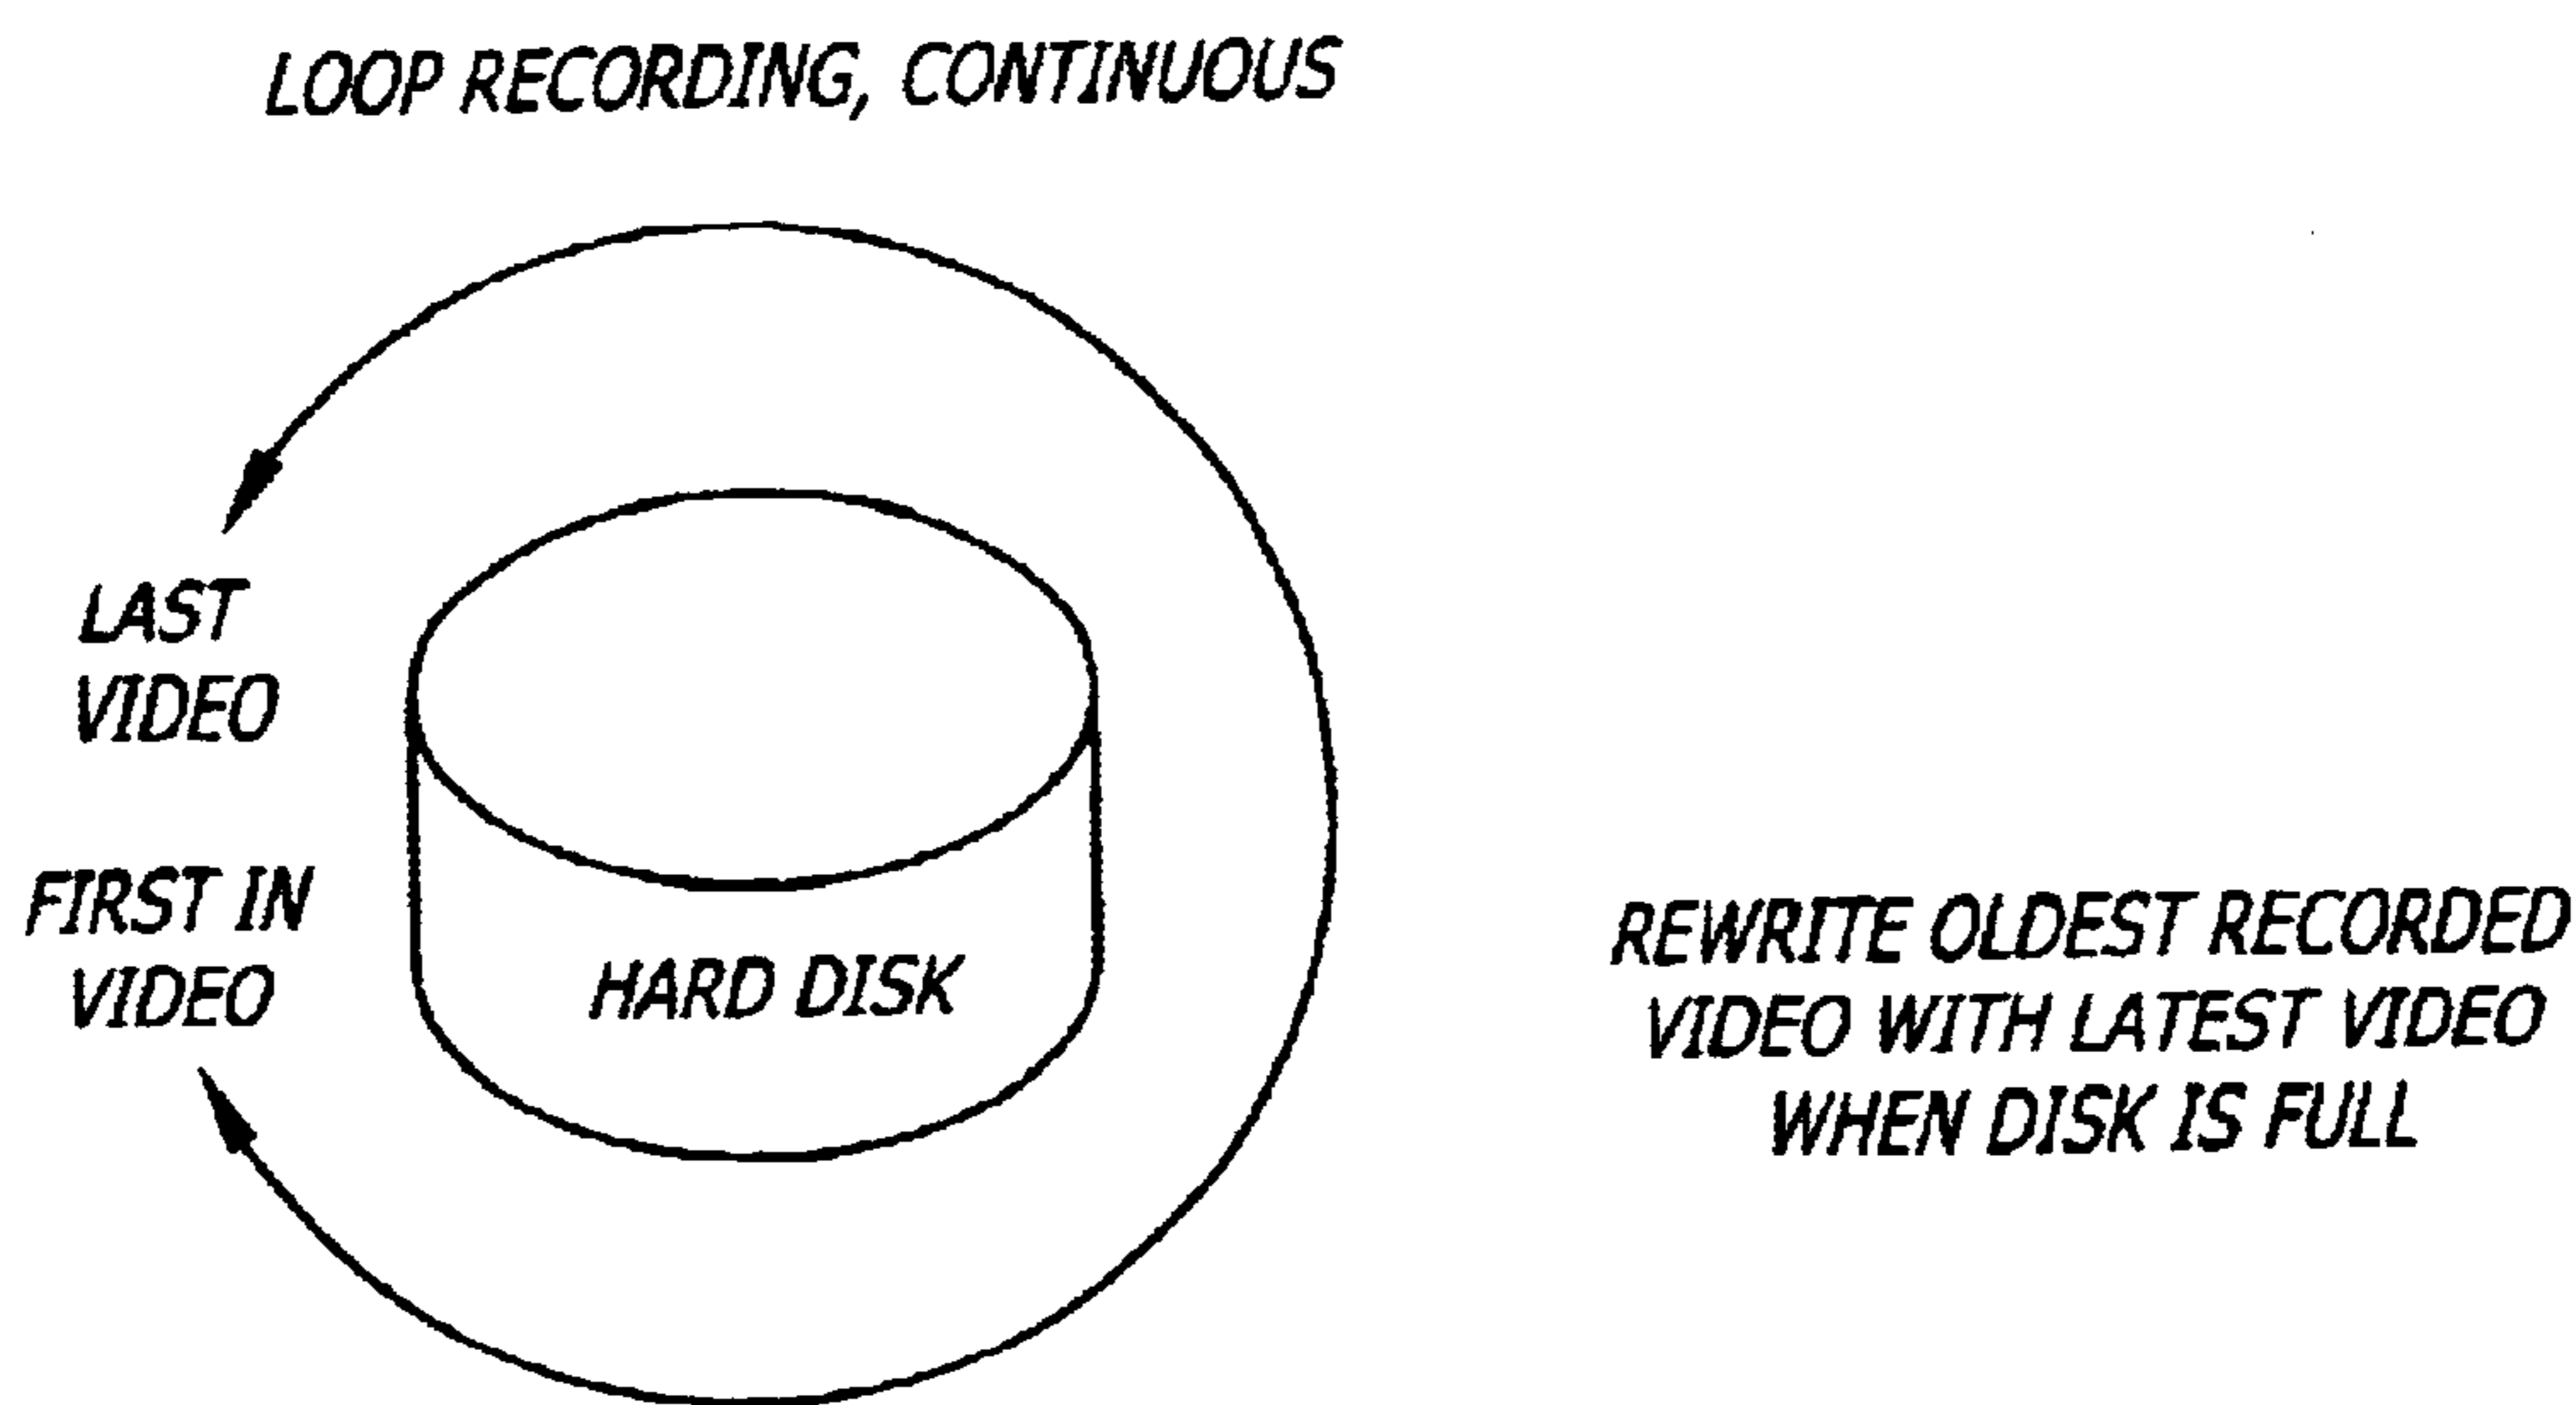 LOOP RECORDING, CONTINUOUS
LAST
VIDEO
FIRST IN
VIDEO
HARD DISK
REWRITE OLDEST RECORDED
VIDEO WITH LATEST VIDEO
WHEN DISK IS FULL